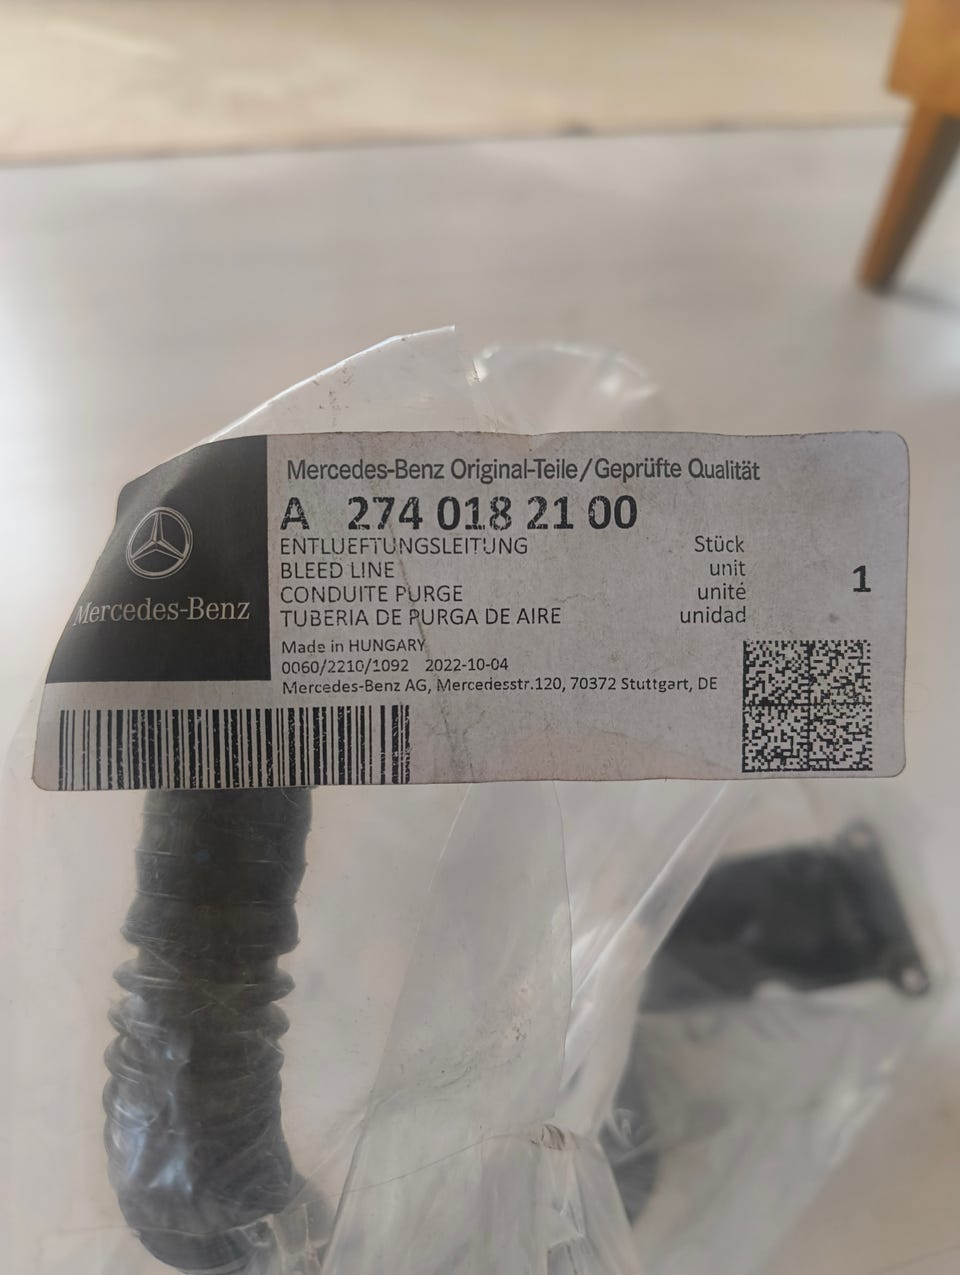 Mercedes-Benz Original-Teile/Geprüfte Qualität
A 274 018 21 00
ENTLUEFTUNGSLEITUNG Stück
BLEED LINE unit
CONDUITE PURGE unité
TUBERIA DE PURGA DE AIRE unidad
1
Mercedes-Benz
Made in HUNGARY
0060/2210/1092 2022-10-04
Mercedes-Benz AG, Mercedesstr.120, 70372 Stuttgart, DE